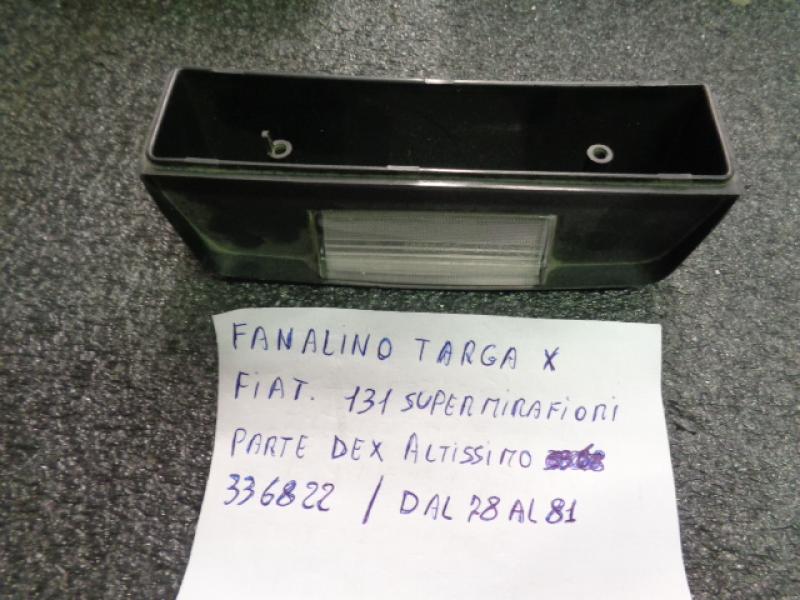 FANALINO TARGA X
FiAT. 131 SUPERMIRAFIORI
PARTE DEX ALTISSIMO
336822 / DAL 78 AL 81